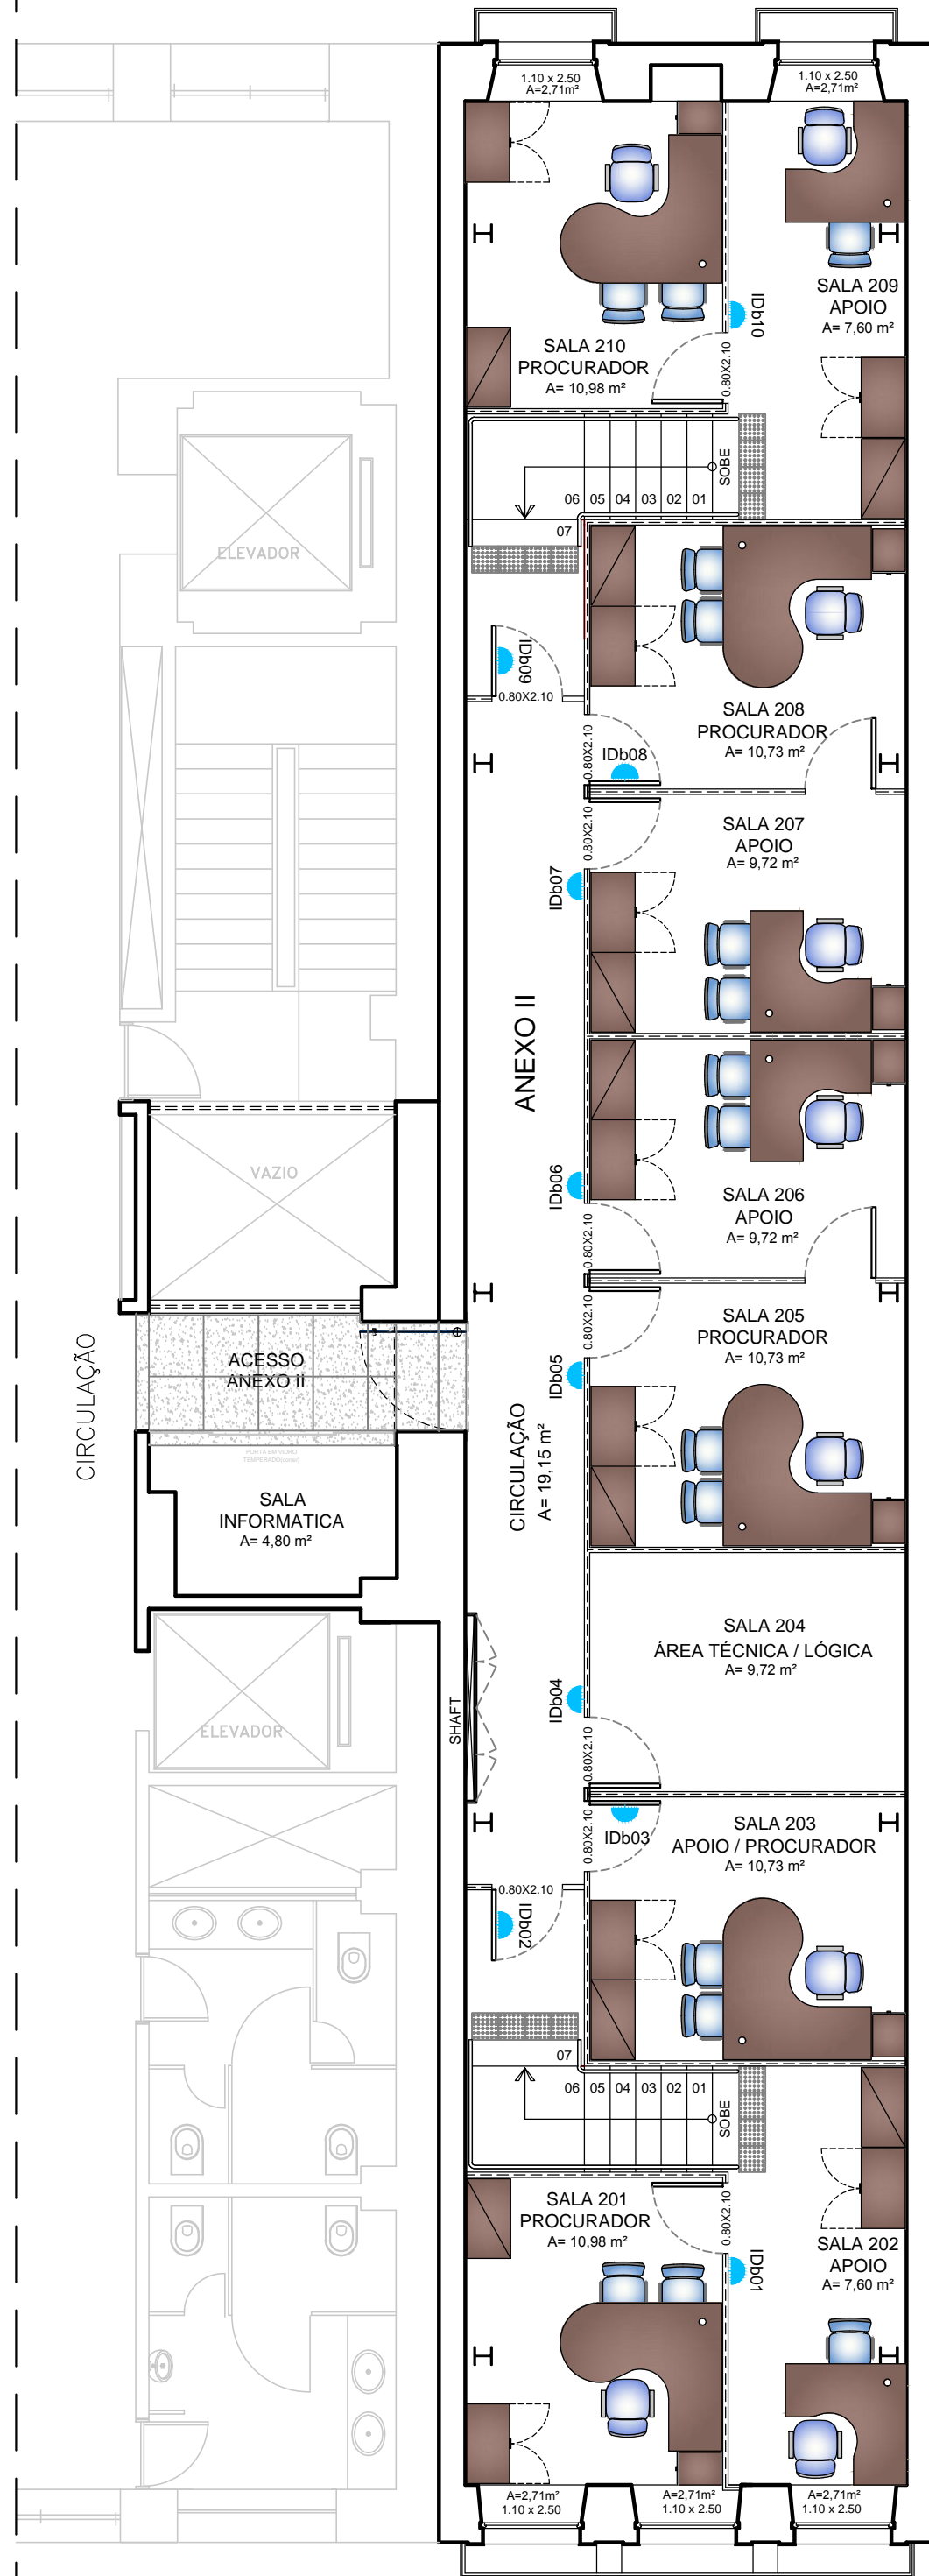 1.10 x 2.50
A=2,71m²
1.10 x 2.50
A=2,71m²
SALA 209
APOIO
A= 7,60 m²
IDb10
SALA 210
PROCURADOR
A= 10,98 m²
0.80X2.10
SOBE
06 05 04 03 02 01
07
ELEVADOR
IDb09
0.80X2.10
SALA 208
PROCURADOR
A= 10,73 m²
0.80X2.10
IDb08
0.80X2.10
SALA 207
APOIO
A= 9,72 m²
IDb07
ANEXO II
VAZIO
IDb06
SALA 206
APOIO
A= 9,72 m²
0.80X2.10
0.80X2.10
SALA 205
PROCURADOR
A= 10,73 m²
IDb05
CIRCULAÇÃO
ACESSO
ANEXO II
CIRCULAÇÃO
A= 19,15 m²
PORTA EM VIDRO
SALA
INFORMATICA
A= 4,80 m²
SALA 204
ÁREA TÉCNICA / LÓGICA
A= 9,72 m²
IDb04
SHAFT
ELEVADOR
0.80X2.10
0.80X2.10
IDb03
SALA 203
APOIO / PROCURADOR
A= 10,73 m²
0.80X2.10
IDb02
07
06 05 04 03 02 01
SOBE
SALA 201
PROCURADOR
A= 10,98 m²
0.80X2.10
IDb01
SALA 202
APOIO
A= 7,60 m²
A=2,71m²
1.10 x 2.50
A=2,71m²
1.10 x 2.50
A=2,71m²
1.10 x 2.50